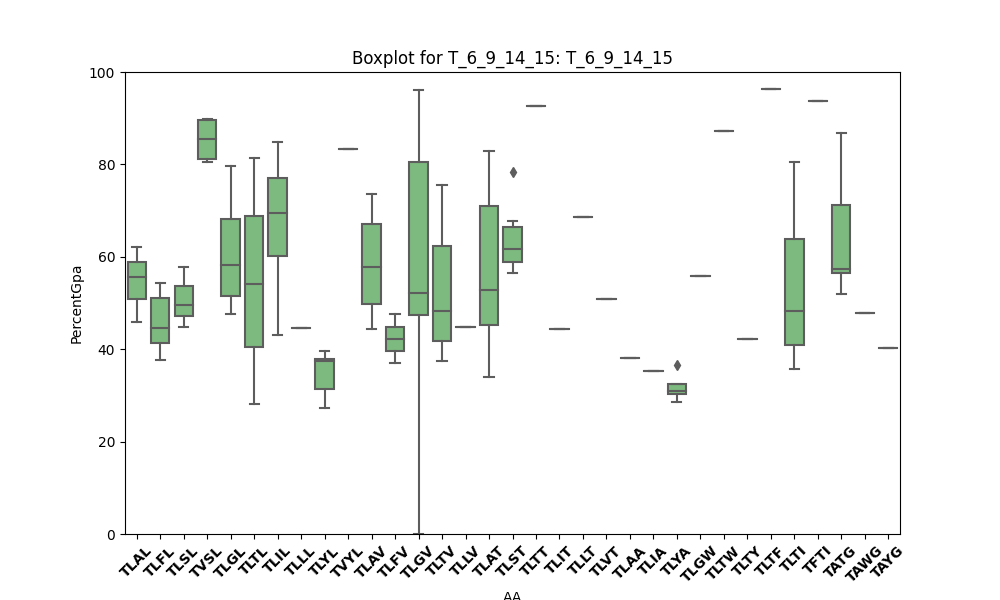 Boxplot for T_6_9_14_15: T_6_9_14_15
PercentGpa
100
80
60
40
20
0
TLAL TLFL TLSL TVSL TLGL TLTL TLIL TLLL TLYL TVYL TLAV TLFV TLGV TLTV TLLV TLAT TLST TLTT TLIT TLLT TLVT TLAA TLIA TLYA TLGW TLTW TLTY TLTF TLTI TFTI TATG TAWG TAYG
AA